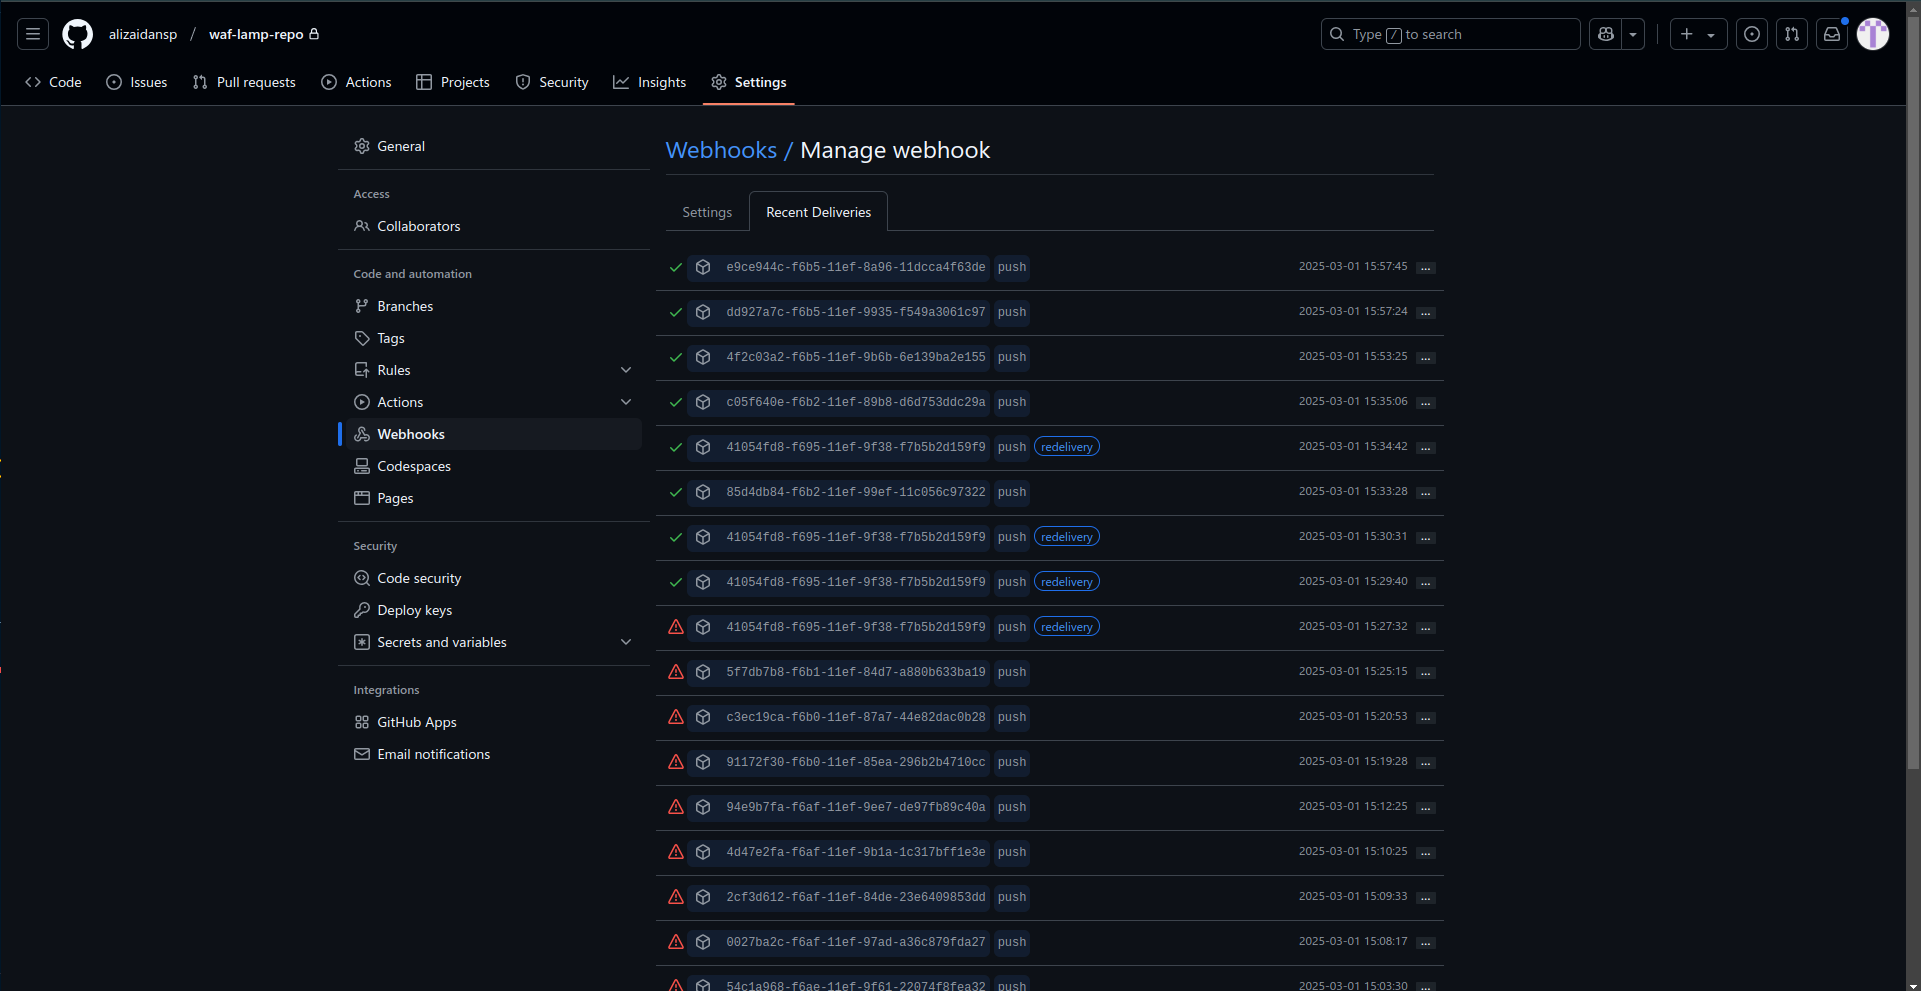 alizaidansp / waf-lamp-repo
Type / to search
Code Issues Pull requests Actions Projects Security Insights Settings
General
Access
Collaborators
Code and automation
Branches
Tags
Rules
Actions
Webhooks
Codespaces
Pages
Security
Code security
Deploy keys
Secrets and variables
Integrations
GitHub Apps
Email notifications
Webhooks / Manage webhook
Settings Recent Deliveries
e9ce944c-f6b5-11ef-8a96-11dcca4f63de push 2025-03-01 15:57:45 ...
dd927a7c-f6b5-11ef-9935-f549a3061c97 push 2025-03-01 15:57:24 ...
4f2c03a2-f6b5-11ef-9b6b-6e139ba2e155 push 2025-03-01 15:53:25 ...
c05f640e-f6b2-11ef-89b8-d6d753ddc29a push 2025-03-01 15:35:06 ...
41054fd8-f695-11ef-9f38-f7b5b2d159f9 push redelivery 2025-03-01 15:34:42 ...
85d4db84-f6b2-11ef-99ef-11c056c97322 push 2025-03-01 15:33:28 ...
41054fd8-f695-11ef-9f38-f7b5b2d159f9 push redelivery 2025-03-01 15:30:31 ...
41054fd8-f695-11ef-9f38-f7b5b2d159f9 push redelivery 2025-03-01 15:29:40 ...
41054fd8-f695-11ef-9f38-f7b5b2d159f9 push redelivery 2025-03-01 15:27:32 ...
5f7db7b8-f6b1-11ef-84d7-a880b633ba19 push 2025-03-01 15:25:15 ...
c3ec19ca-f6b0-11ef-87a7-44e82dac0b28 push 2025-03-01 15:20:53 ...
91172f30-f6b0-11ef-85ea-296b2b4710cc push 2025-03-01 15:19:28 ...
94e9b7fa-f6af-11ef-9ee7-de97fb89c40a push 2025-03-01 15:12:25 ...
4d47e2fa-f6af-11ef-9b1a-1c317bff1e3e push 2025-03-01 15:10:25 ...
2cf3d612-f6af-11ef-84de-23e6409853dd push 2025-03-01 15:09:33 ...
0027ba2c-f6af-11ef-97ad-a36c879fda27 push 2025-03-01 15:08:17 ...
54c1a968-f6ae-11ef-9f61-22074f8fea32 push 2025-03-01 15:03:30 ...